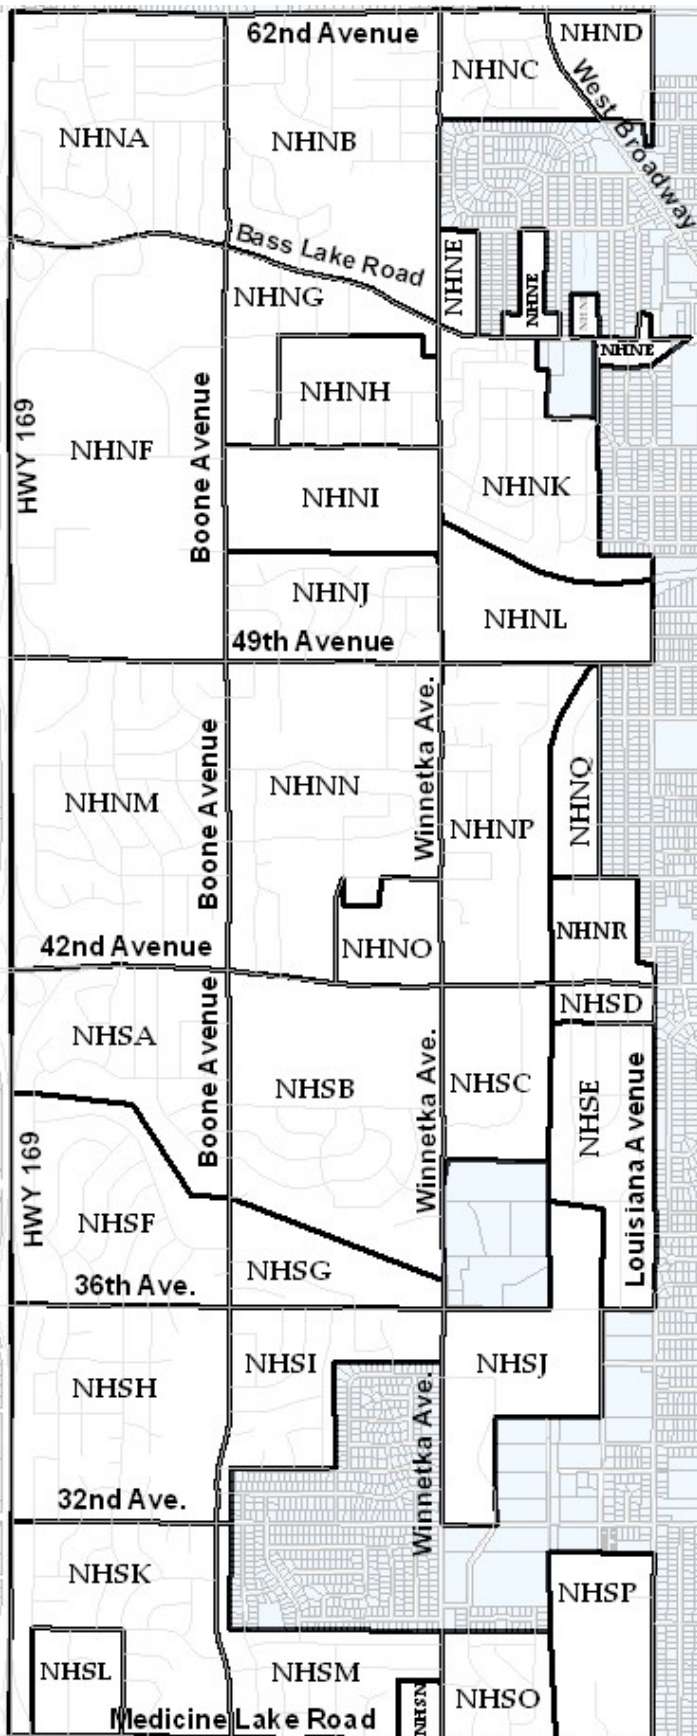 62nd Avenue
NHND
NHNC
West Broadway
NHNA
NHNB
Bass Lake Road
NHNE
NHNE
NHNG
NHNE
NHNH
HWY 169
Boone Avenue
NHNF
NHNK
NHNI
NHNJ
NHNL
49th Avenue
Winnetka Ave.
Boone Avenue
NHNN
NHNQ
NHNM
NHNP
NHNR
42nd Avenue
NHNO
Boone Avenue
NHSD
NHSA
Winnetka Ave.
NHSC
NHSB
NHSE
Louisiana Avenue
HWY 169
NHSF
NHSG
36th Ave.
NHSI
NHSJ
NHSH
Winnetka Ave.
32nd Ave.
NHSK
NHSP
NHSL
NHSM
NHSN
NHSO
Medicine Lake Road